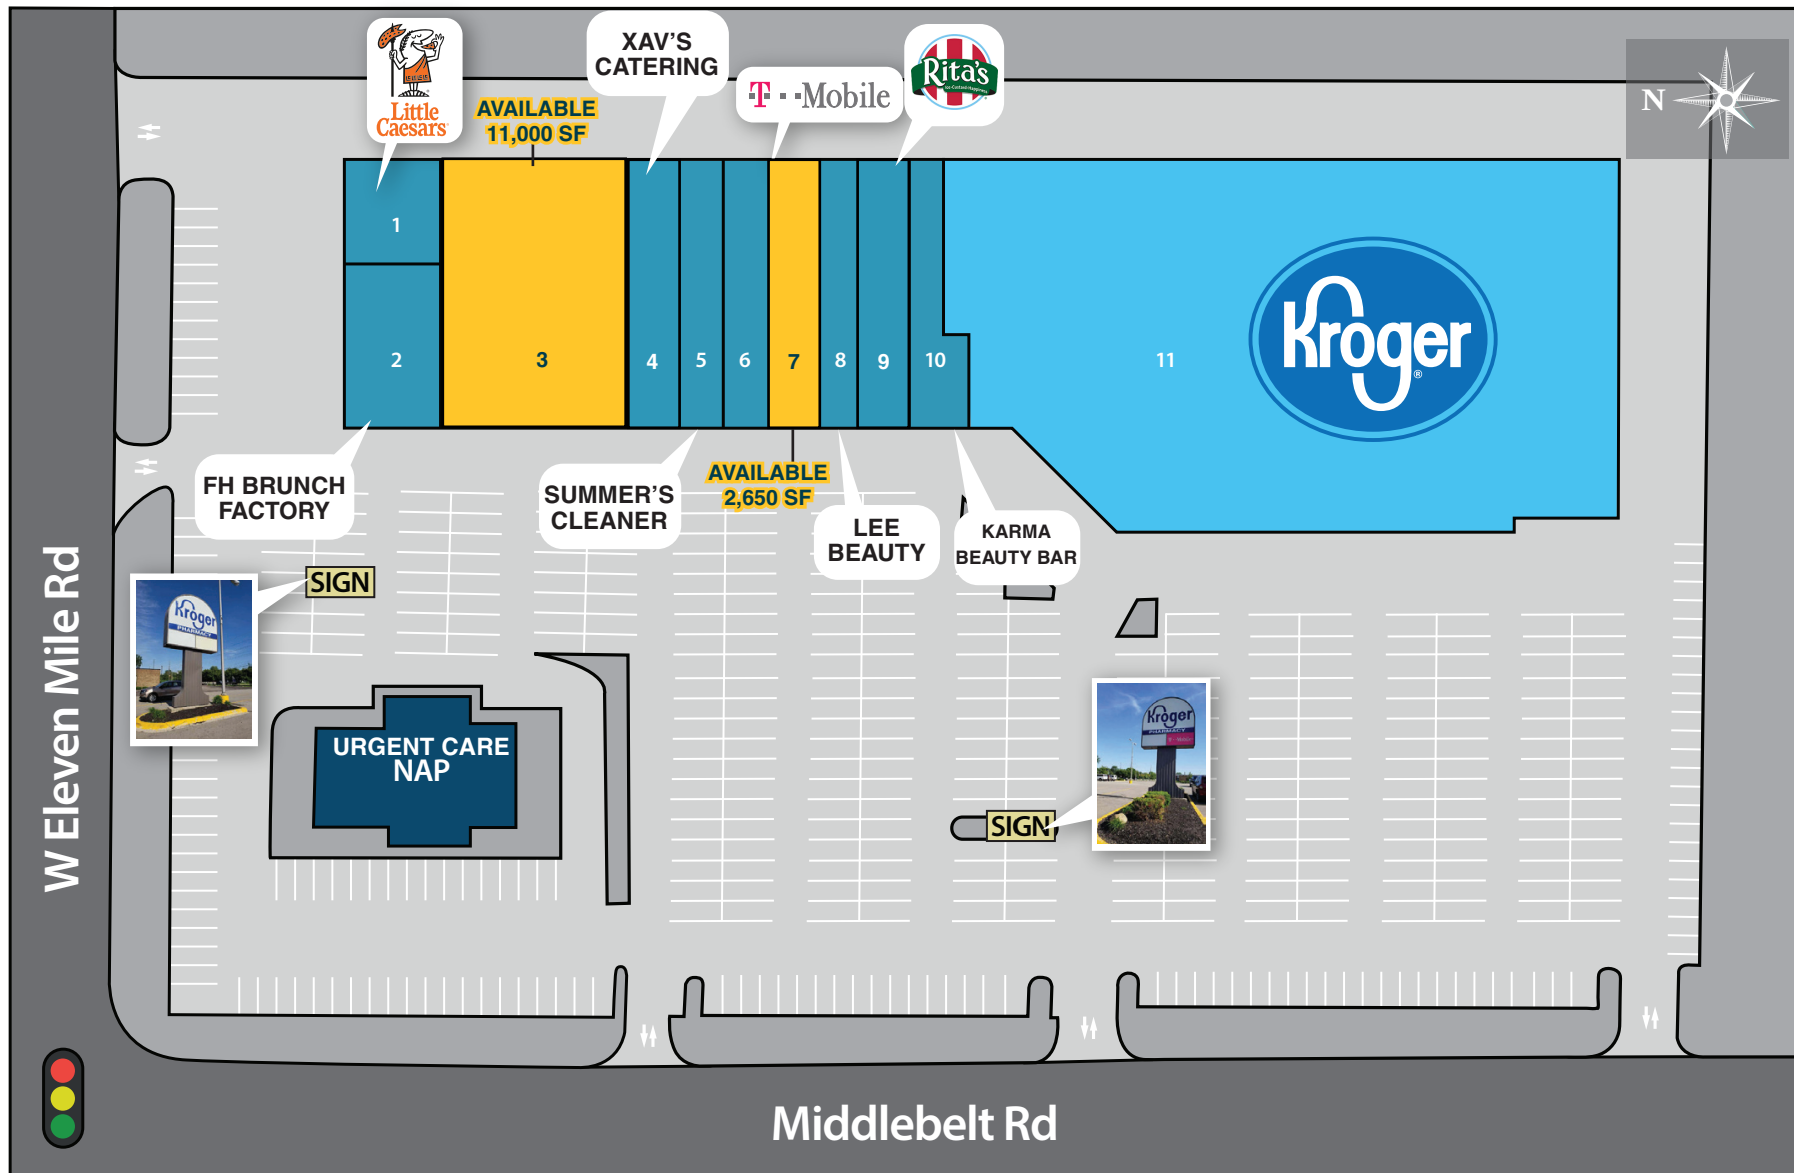 XAV'S
CATERING
Little
Caesars
AVAILABLE
11,000 SF
T··Mobile
Rita's
N
1
2
3
4
5
6
7
8
9
10
11
Kroger
FH BRUNCH
FACTORY
SUMMER'S
CLEANER
AVAILABLE
2,650 SF
LEE
BEAUTY
KARMA
BEAUTY BAR
SIGN
Kroger
PHARMACY
URGENT CARE
NAP
SIGN
Kroger
PHARMACY
W Eleven Mile Rd
Middlebelt Rd